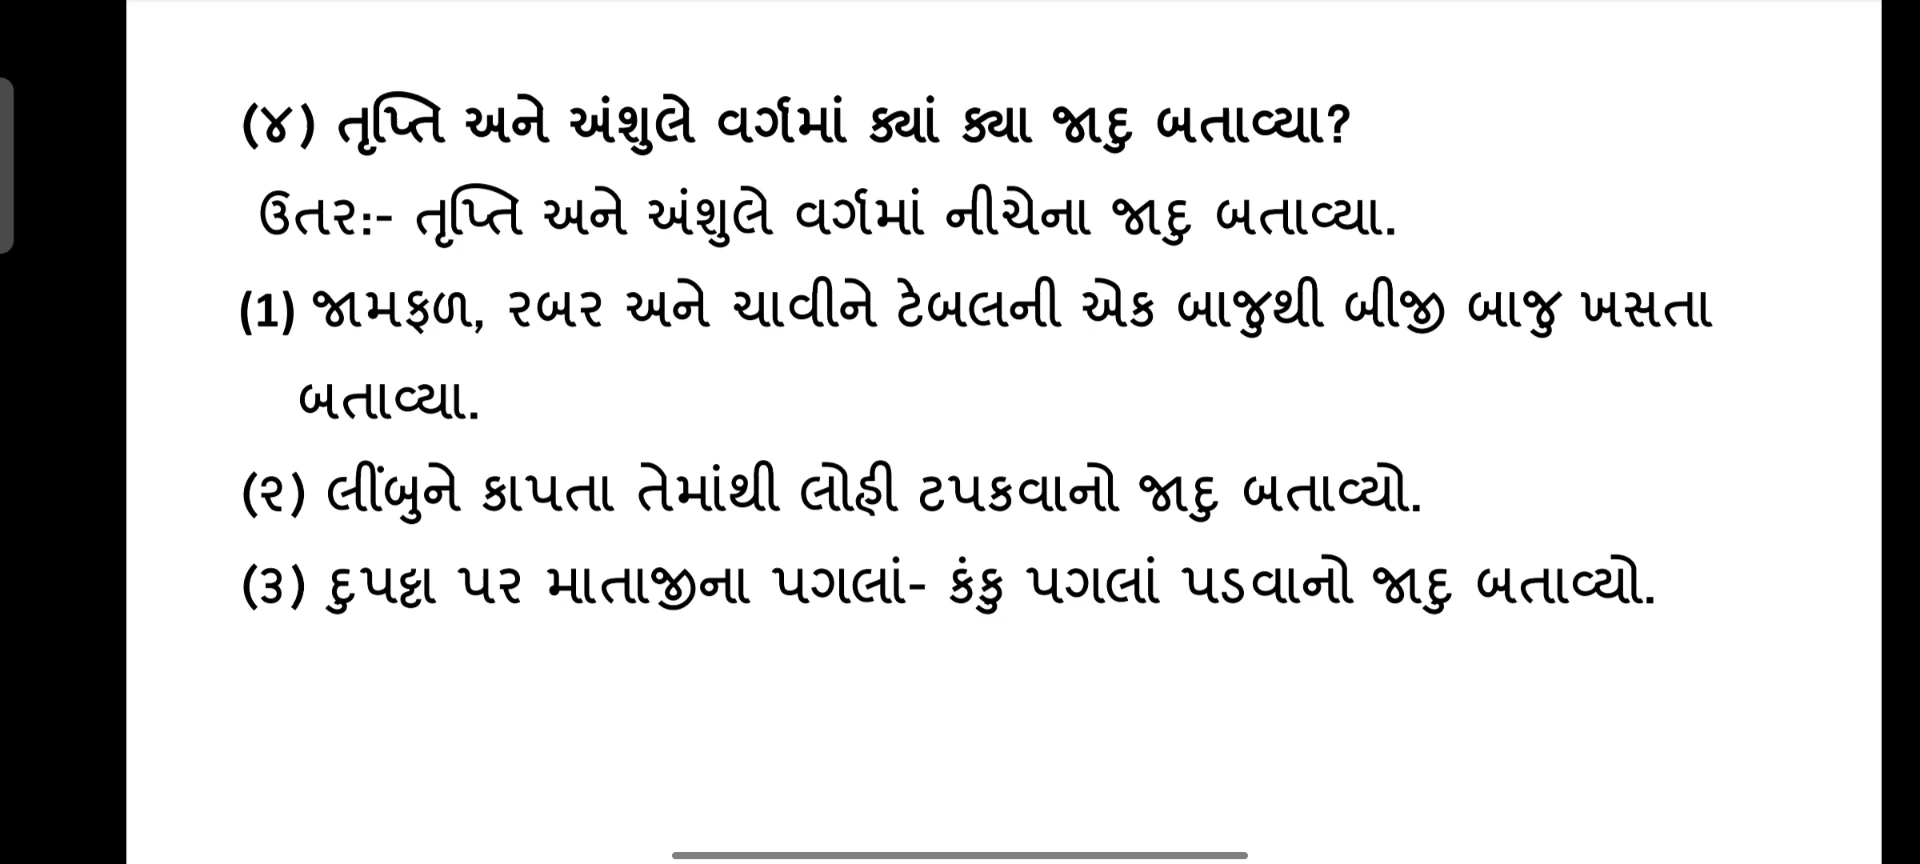 (૪) તૃપ્તિ અને અંશુલે વર્ગમાં ક્યાં ક્યા જાદુ બતાવ્યા?
ઉતર:- તૃપ્તિ અને અંશુલે વર્ગમાં નીચેના જાદુ બતાવ્યા.
(1) જામફળ, રબર અને ચાવીને ટેબલની એક બાજુથી બીજી બાજુ ખસતા
બતાવ્યા.
(૨) લીંબુને કાપતા તેમાંથી લોહી ટપકવાનો જાદુ બતાવ્યો.
(૩) દુપટ્ટા પર માતાજીના પગલાં- કંકુ પગલાં પડવાનો જાદુ બતાવ્યો.